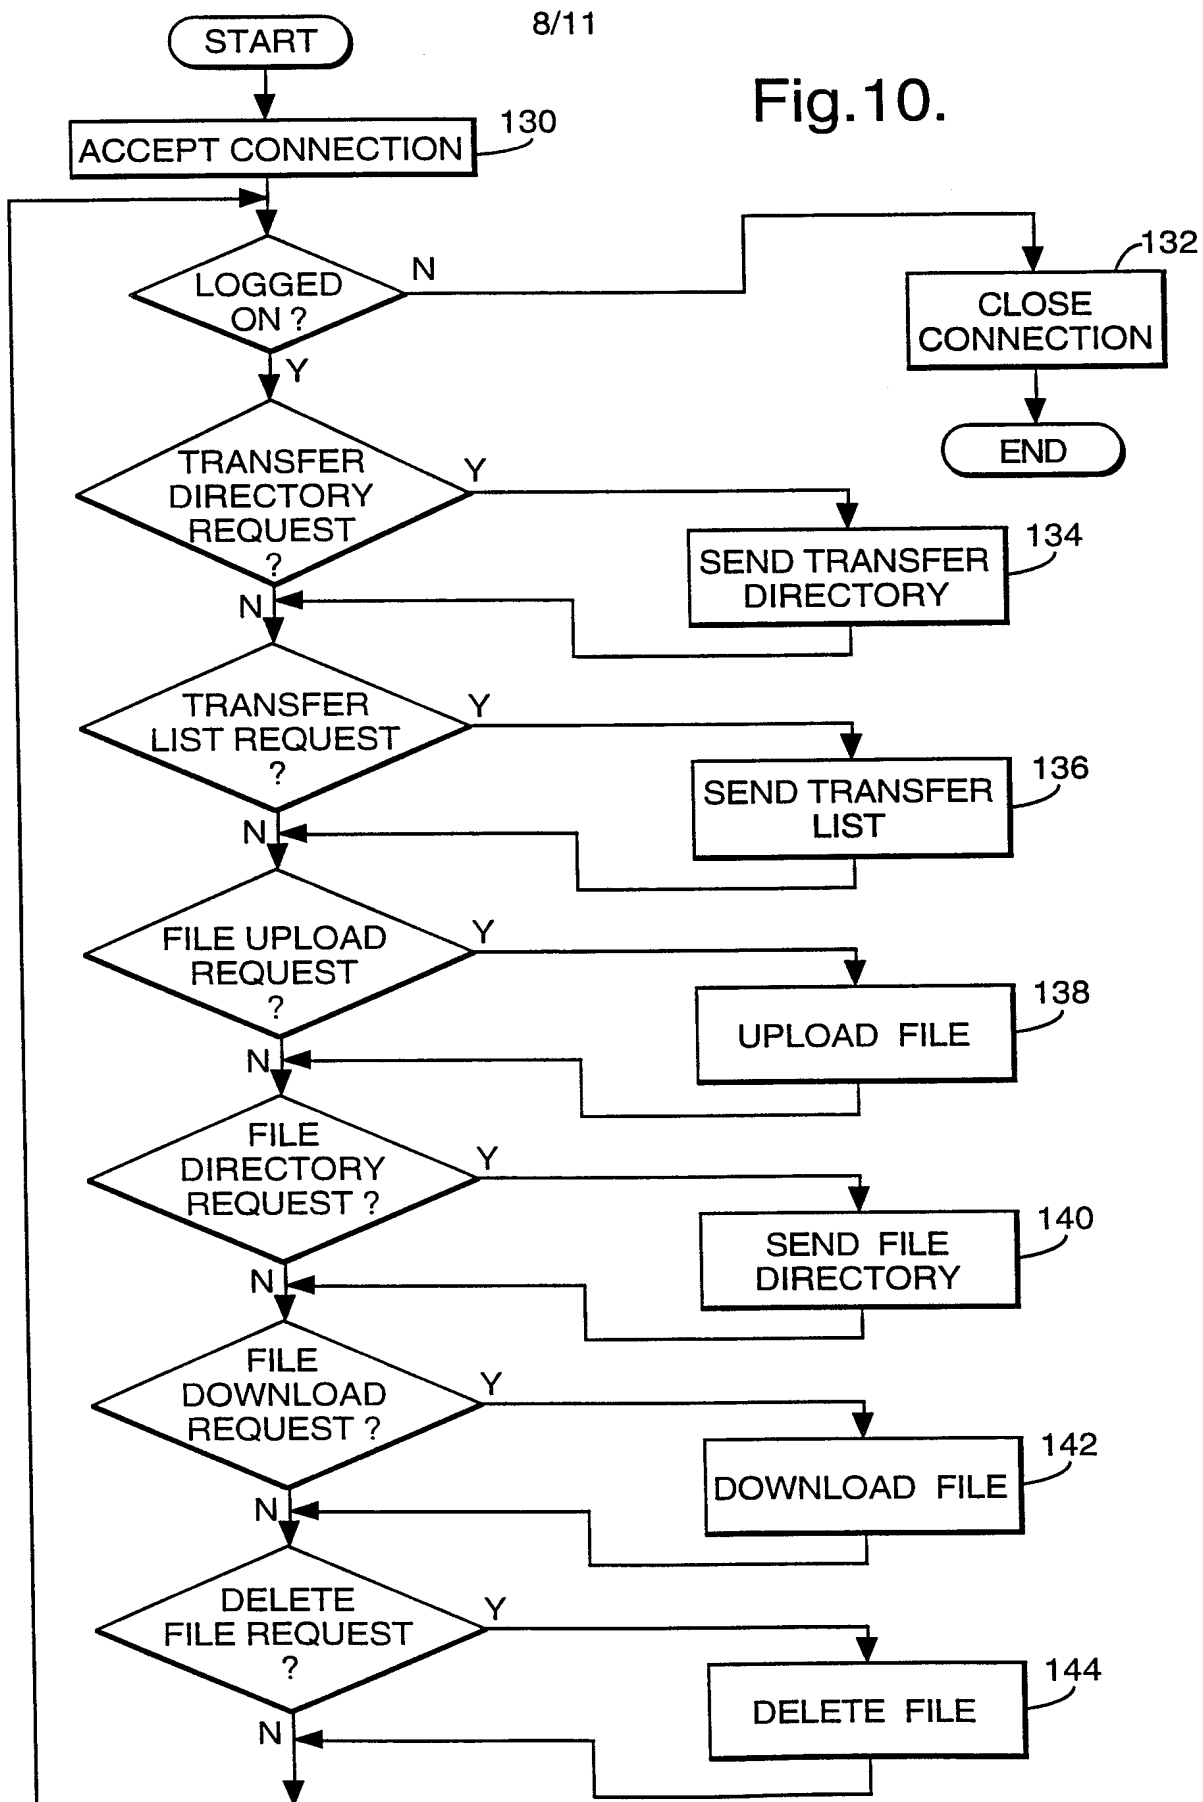 8/11
START
Fig.10.
130
ACCEPT CONNECTION
132
N
LOGGED
ON ?
CLOSE
CONNECTION
Y
END
TRANSFER
DIRECTORY
REQUEST
?
Y
134
SEND TRANSFER
DIRECTORY
N
TRANSFER
LIST REQUEST
?
Y
136
SEND TRANSFER
LIST
N
FILE UPLOAD
REQUEST
?
Y
138
UPLOAD FILE
N
FILE
DIRECTORY
REQUEST ?
Y
140
SEND FILE
DIRECTORY
N
FILE
DOWNLOAD
REQUEST ?
Y
142
DOWNLOAD FILE
N
DELETE
FILE REQUEST
?
Y
144
DELETE FILE
N